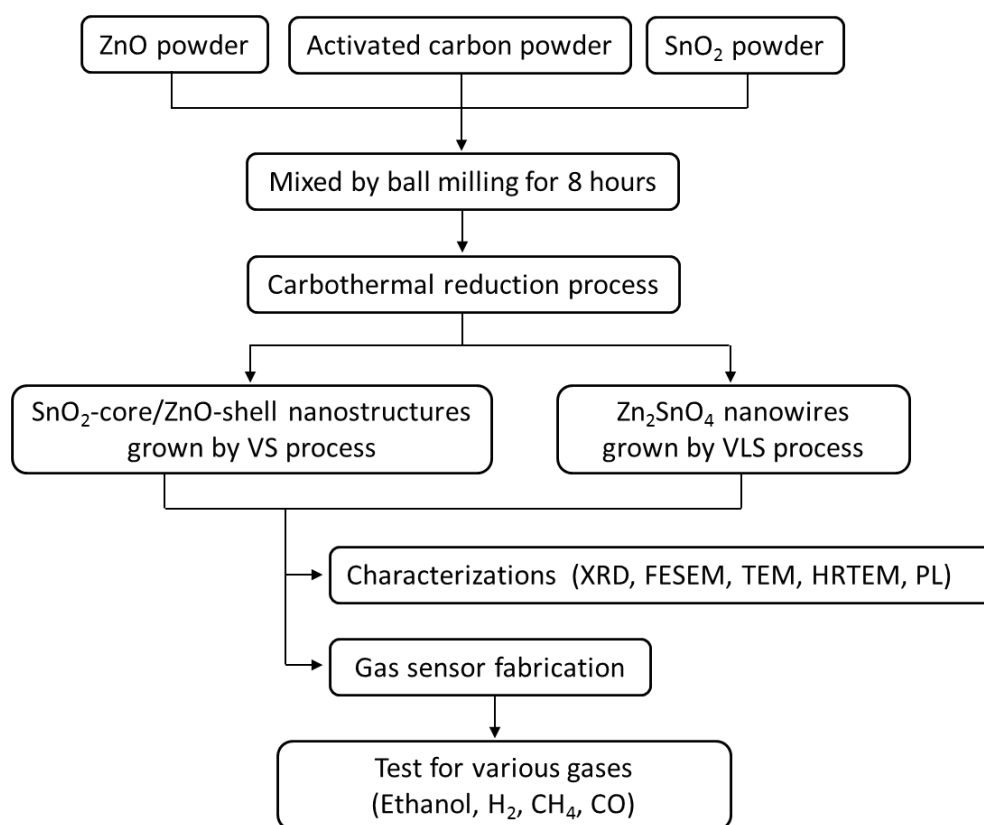 ZnO powder
Activated carbon powder
SnO₂ powder
Mixed by ball milling for 8 hours
Carbothermal reduction process
SnO₂-core/ZnO-shell nanostructures
grown by VS process
Zn₂SnO₄ nanowires
grown by VLS process
Characterizations (XRD, FESEM, TEM, HRTEM, PL)
Gas sensor fabrication
Test for various gases
(Ethanol, H₂, CH₄, CO)